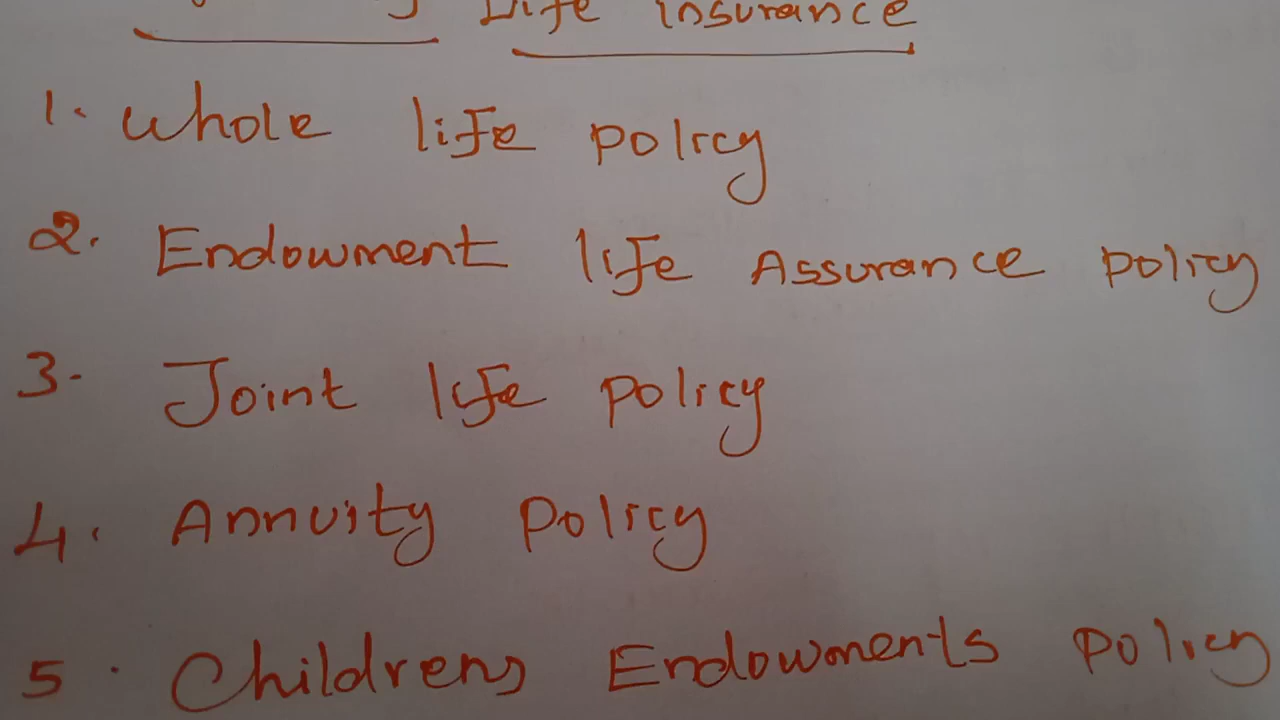 Life insurance
1. Whole life policy
2. Endowment life Assurance policy
3. Joint life policy
4. Annuity policy
5. Childrens Endowments policy